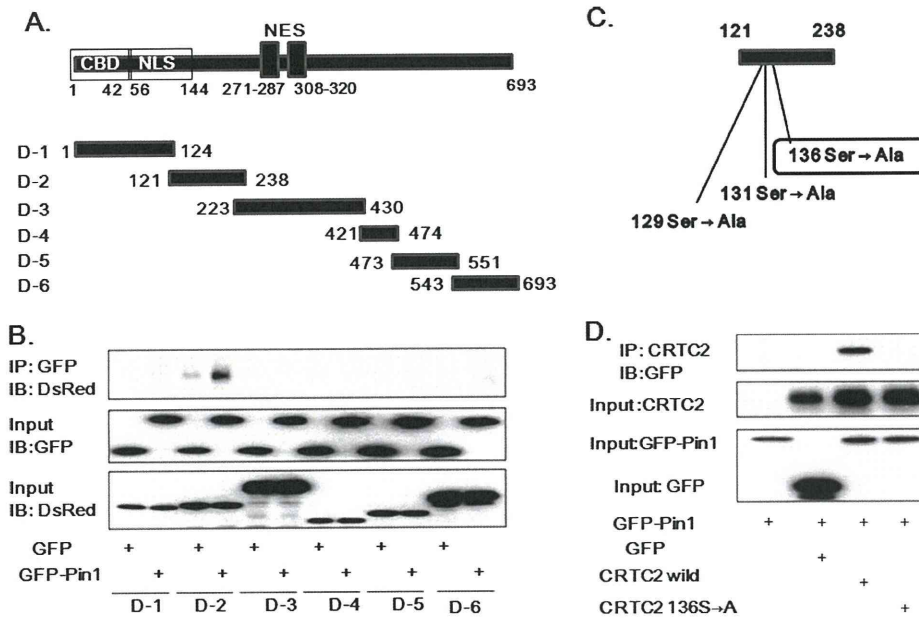 A.
NES
CBD NLS
1 42 56 144 271-287 308-320 693
D-1 1 124
D-2 121 238
D-3 223 430
D-4 421 474
D-5 473 551
D-6 543 693
B.
IP: GFP
IB: DsRed
Input
IB:GFP
Input
IB: DsRed
GFP + + + + + +
GFP-Pin1 + + + + + +
D-1 D-2 D-3 D-4 D-5 D-6
C.
121 238
136 Ser→Ala
131 Ser→Ala
129 Ser→Ala
D.
IP: CRTC2
IB:GFP
Input:CRTC2
Input:GFP-Pin1
Input: GFP
GFP-Pin1 + + + +
GFP +
CRTC2 wild +
CRTC2 136S→A +